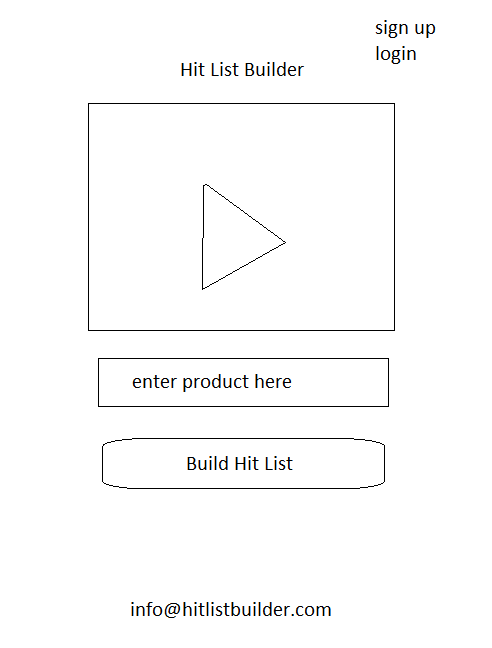 sign up
login
Hit List Builder
enter product here
Build Hit List
info@hitlistbuilder.com